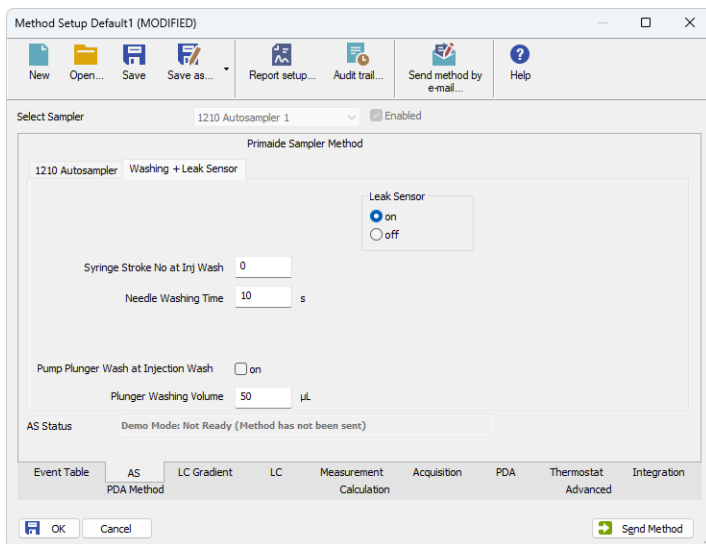 Method Setup Default1 (MODIFIED)
New Open... Save Save as... Report setup... Audit trail... Send method by e-mail... Help
Select Sampler 1210 Autosampler 1 Enabled
Primaide Sampler Method
1210 Autosampler Washing + Leak Sensor
Leak Sensor
on
off
Syringe Stroke No at Inj Wash 0
Needle Washing Time 10 s
Pump Plunger Wash at Injection Wash on
Plunger Washing Volume 50 µL
AS Status Demo Mode: Not Ready (Method has not been sent)
Event Table AS LC Gradient LC Measurement Acquisition PDA Thermostat Integration
PDA Method Calculation Advanced
OK Cancel Send Method